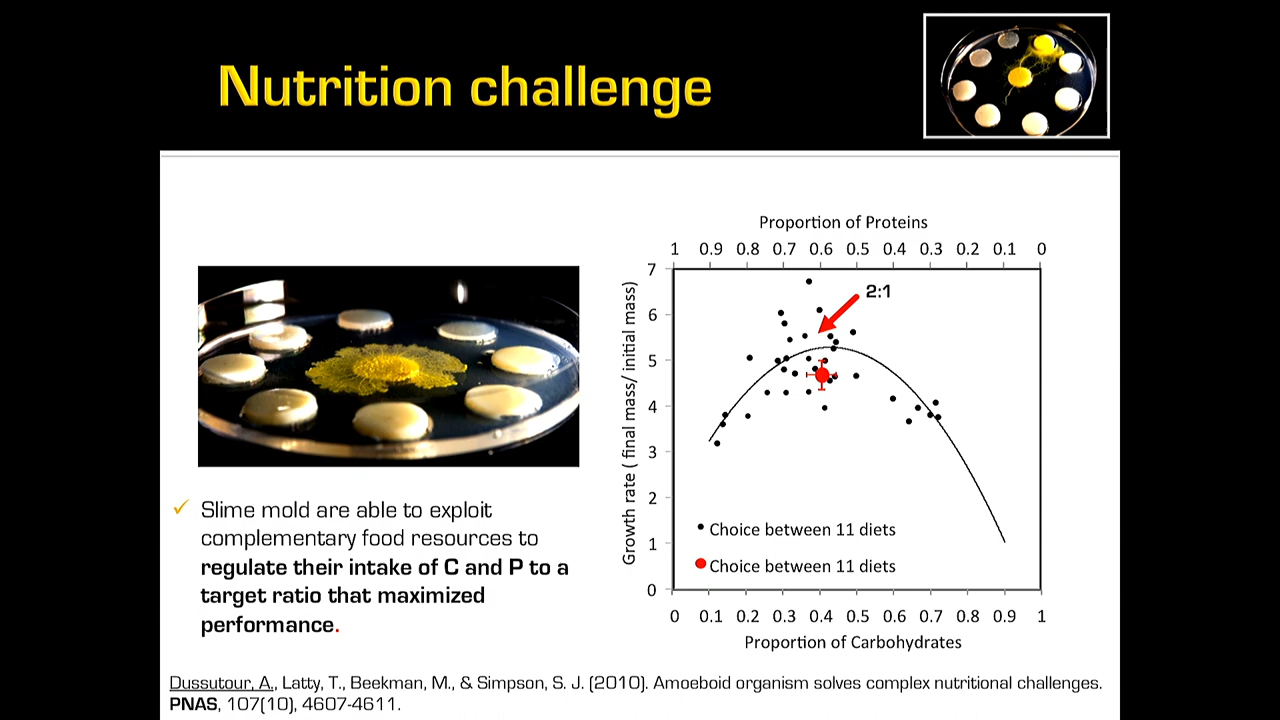 Nutrition challenge
Proportion of Proteins
1 0.9 0.8 0.7 0.6 0.5 0.4 0.3 0.2 0.1 0
7
6
5
4
3
2
1
0
Growth rate ( final mass/ initial mass)
2:1
Choice between 11 diets
Choice between 11 diets
0 0.1 0.2 0.3 0.4 0.5 0.6 0.7 0.8 0.9 1
Proportion of Carbohydrates
✓ Slime mold are able to exploit
complementary food resources to
regulate their intake of C and P to a
target ratio that maximized
performance.
Dussutour, A., Latty, T., Beekman, M., & Simpson, S. J. (2010). Amoeboid organism solves complex nutritional challenges.
PNAS, 107(10), 4607-4611.